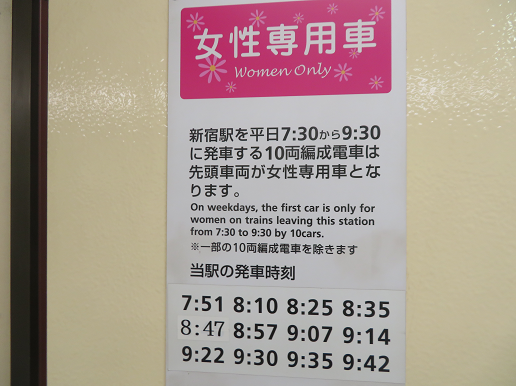 女性専用車
Women Only
新宿駅を平日7:30から9:30
に発車する10両編成電車は
先頭車両が女性専用車とな
ります。
On weekdays, the first car is only for
women on trains leaving this station
from 7:30 to 9:30 by 10cars.
※一部の10両編成電車を除きます
当駅の発車時刻
7:51 8:10 8:25 8:35
8:47 8:57 9:07 9:14
9:22 9:30 9:35 9:42